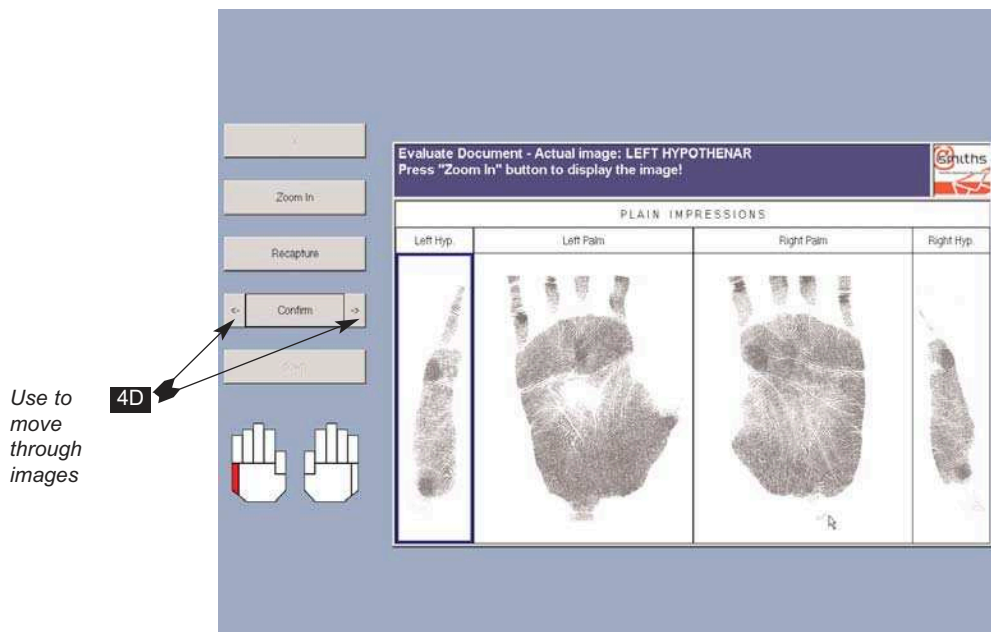 Evaluate Document - Actual image: LEFT HYPOTHENAR
Press "Zoom In" button to display the image!
smiths
Zoom In
PLAIN IMPRESSIONS
Left Hyp.
Left Palm
Right Palm
Right Hyp.
Recapture
<- Confirm ->
4D
Use to
move
through
images